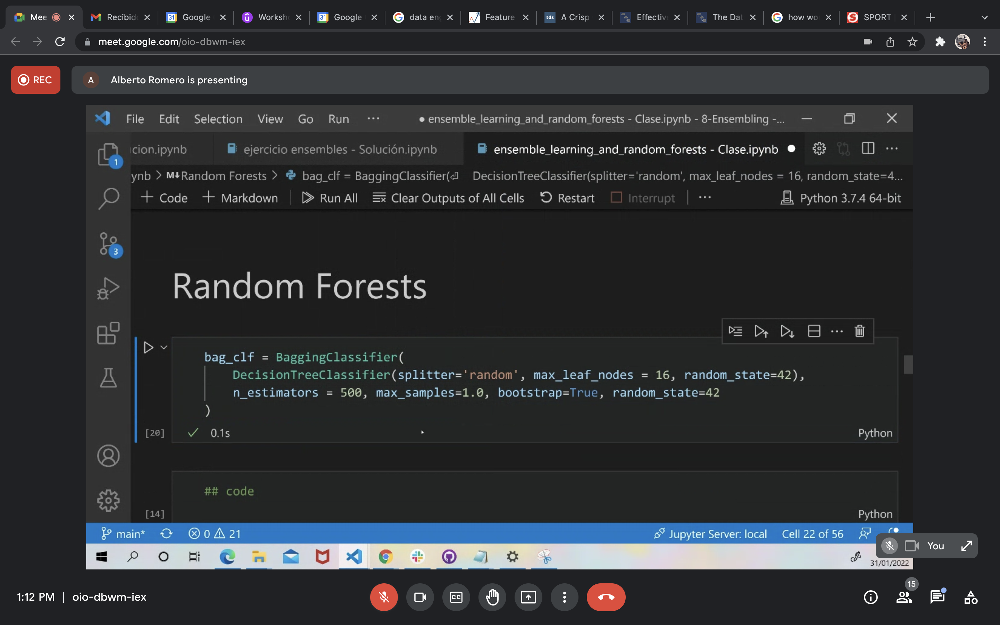 Mee
Recibid
Google
Worksh
Google
data en
Feature
A Crisp
Effectiv
The Dat
how wo
SPORT
meet.google.com/oio-dbwm-iex
REC
A
Alberto Romero is presenting
File Edit Selection View Go Run ··· ● ensemble_learning_and_random_forests - Clase.ipynb - 8-Ensembling -...
1
cion.ipynb
ejercicio ensembles - Solución.ipynb
ensemble_learning_and_random_forests - Clase.ipynb
ynb > M↓Random Forests > bag_clf = BaggingClassifier(⏎ DecisionTreeClassifier(splitter='random', max_leaf_nodes = 16, random_state=4...
+ Code + Markdown Run All Clear Outputs of All Cells Restart Interrupt ··· Python 3.7.4 64-bit
3
Random Forests
bag_clf = BaggingClassifier(
DecisionTreeClassifier(splitter='random', max_leaf_nodes = 16, random_state=42),
n_estimators = 500, max_samples=1.0, bootstrap=True, random_state=42
)
[20] ✓ 0.1s Python
## code
[14] Python
main* 0 21 Jupyter Server: local Cell 22 of 56
You
31/01/2022
1:12 PM | oio-dbwm-iex
15